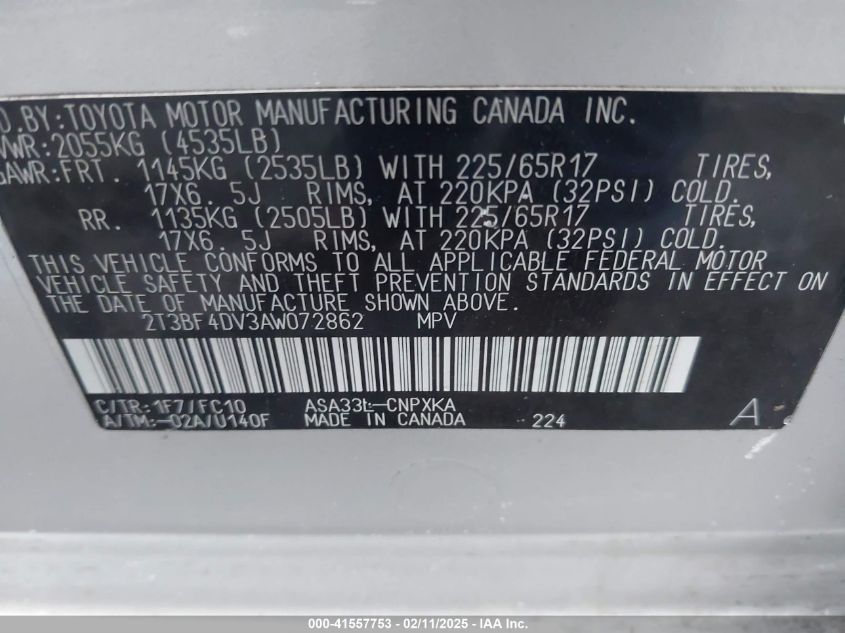 D. BY: TOYOTA MOTOR MANUFACTURING CANADA INC.
VWR: 2055KG (4535LB)
GAWR: FRT. 1145KG (2535LB) WITH 225/65R17 TIRES,
17X6. 5J RIMS, AT 220KPA (32PSI) COLD.
RR. 1135KG (2505LB) WITH 225/65R17 TIRES,
17X6. 5J RIMS, AT 220KPA (32PSI) COLD.
THIS VEHICLE CONFORMS TO ALL APPLICABLE FEDERAL MOTOR
VEHICLE SAFETY AND THEFT PREVENTION STANDARDS IN EFFECT ON
THE DATE OF MANUFACTURE SHOWN ABOVE.
2T3BF4DV3AW072862 MPV
C/TR: 1F7/FC10 ASA33L-CNPXKA
A/TM: -02A/U140F MADE IN CANADA 224 A
000-41557753 - 02/11/2025 - IAA Inc.